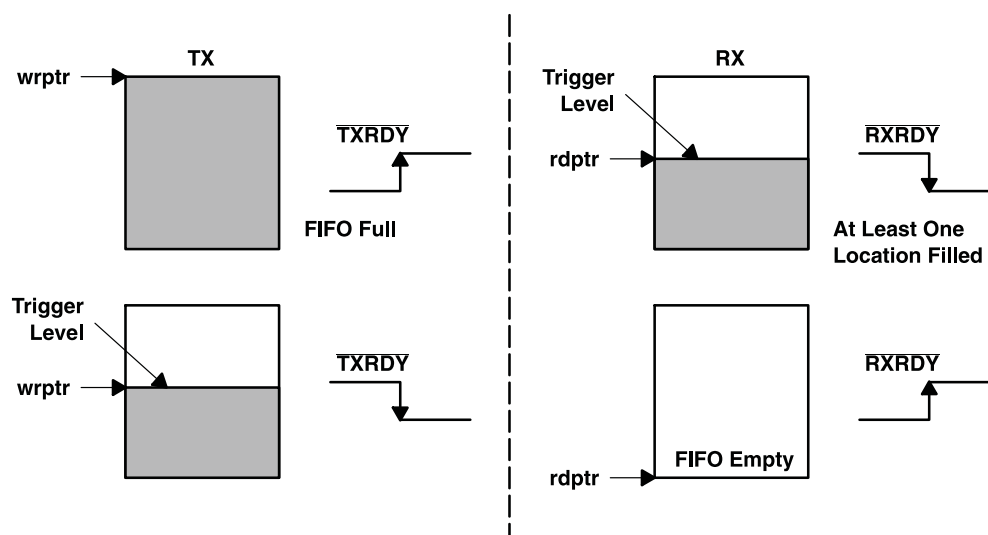 TX
wrptr
TXRDY
FIFO Full
Trigger
Level
wrptr
TXRDY
RX
Trigger
Level
rdptr
RXRDY
At Least One
Location Filled
RXRDY
FIFO Empty
rdptr